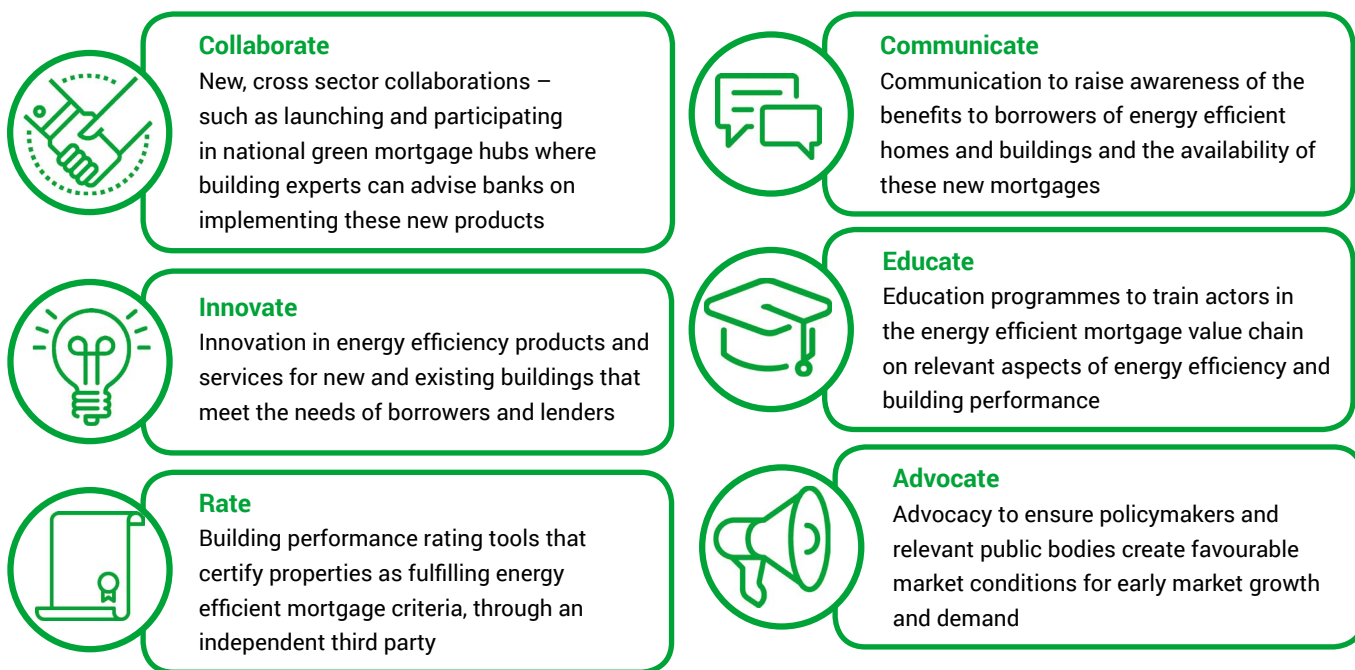 Collaborate
New, cross sector collaborations –
such as launching and participating
in national green mortgage hubs where
building experts can advise banks on
implementing these new products
Innovate
Innovation in energy efficiency products and
services for new and existing buildings that
meet the needs of borrowers and lenders
Rate
Building performance rating tools that
certify properties as fulfilling energy
efficient mortgage criteria, through an
independent third party
Communicate
Communication to raise awareness of the
benefits to borrowers of energy efficient
homes and buildings and the availability of
these new mortgages
Educate
Education programmes to train actors in
the energy efficient mortgage value chain
on relevant aspects of energy efficiency and
building performance
Advocate
Advocacy to ensure policymakers and
relevant public bodies create favourable
market conditions for early market growth
and demand